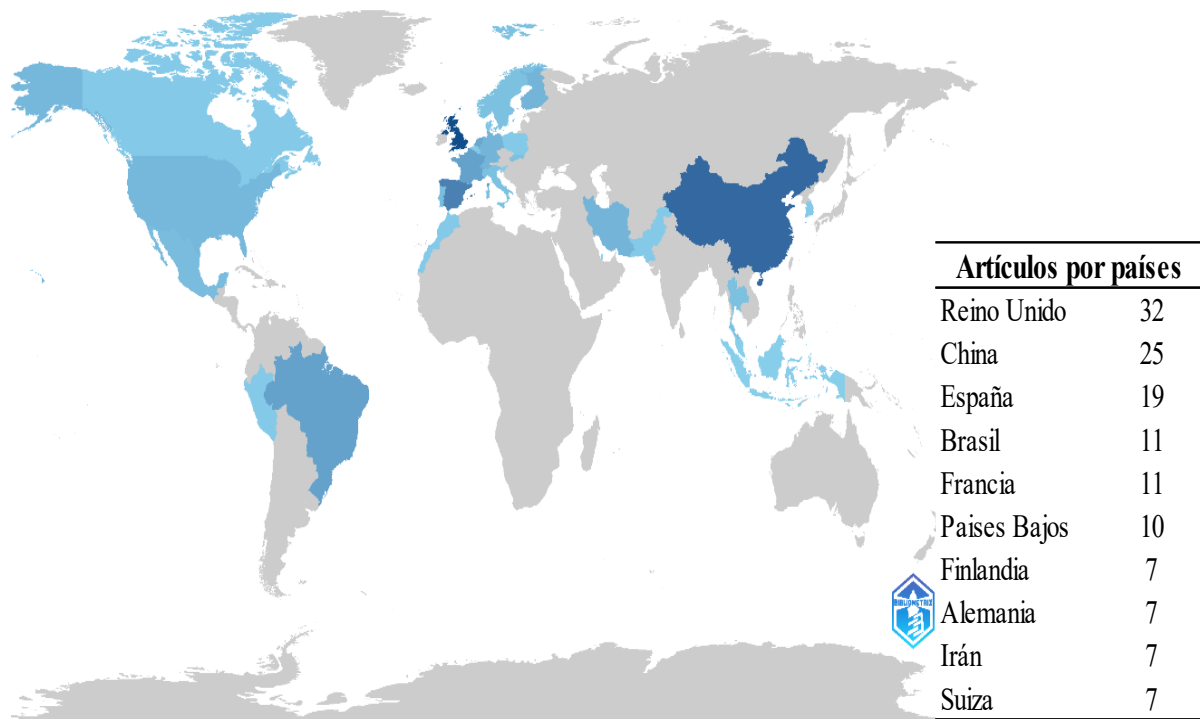 Artículos por países
Reino Unido 32
China 25
España 19
Brasil 11
Francia 11
Paises Bajos 10
Finlandia 7
BIBLIOMETRIX
Alemania 7
Irán 7
Suiza 7